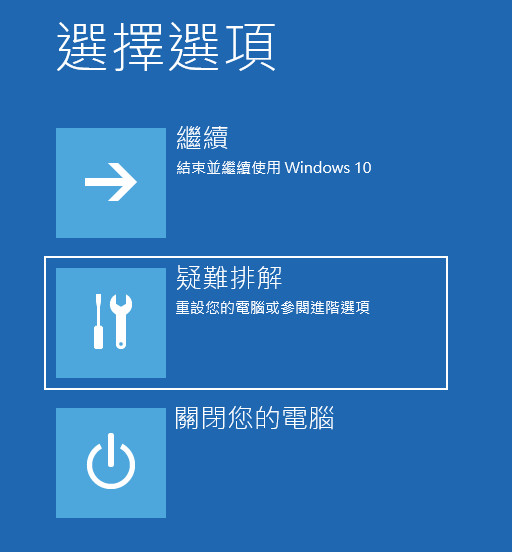 選擇選項
繼續
結束並繼續使用 Windows 10
疑難排解
重設您的電腦或參閱進階選項
關閉您的電腦